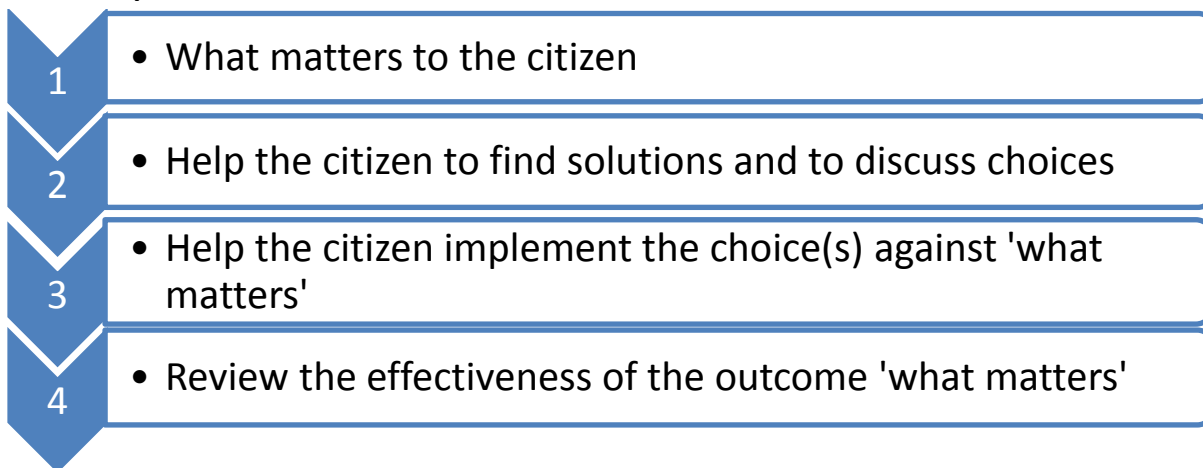 1
• What matters to the citizen
2
• Help the citizen to find solutions and to discuss choices
3
• Help the citizen implement the choice(s) against 'what
matters'
4
• Review the effectiveness of the outcome 'what matters'